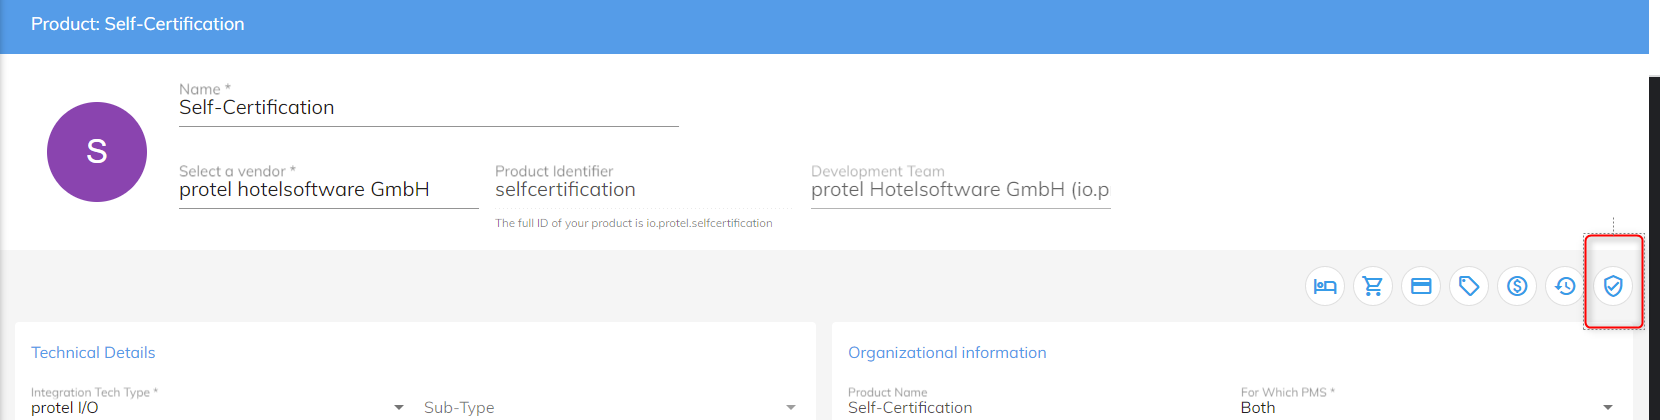 Product: Self-Certification
S
Name *
Self-Certification
Select a vendor *
protel hotelsoftware GmbH
Product Identifier
selfcertification
The full ID of your product is io.protel.selfcertification
Development Team
protel Hotelsoftware GmbH (io.p
Technical Details
Integration Tech Type *
protel I/O
Sub-Type
Organizational information
Product Name
Self-Certification
For Which PMS *
Both